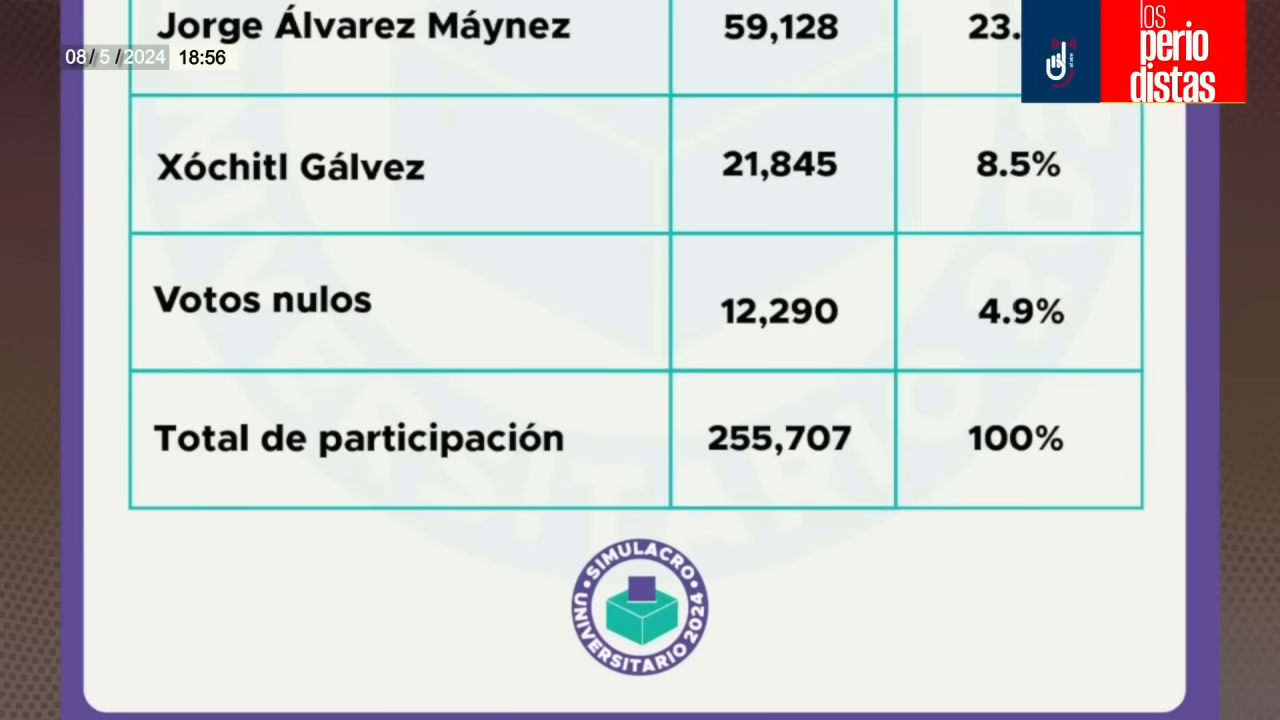 Jorge Álvarez Máynez 59,128 23.
08/ 5 /2024 18:56
los
perio
distas
Xóchitl Gálvez 21,845 8.5%
Votos nulos 12,290 4.9%
Total de participación 255,707 100%
• SIMULACRO •
UNIVERSITARIO 2024